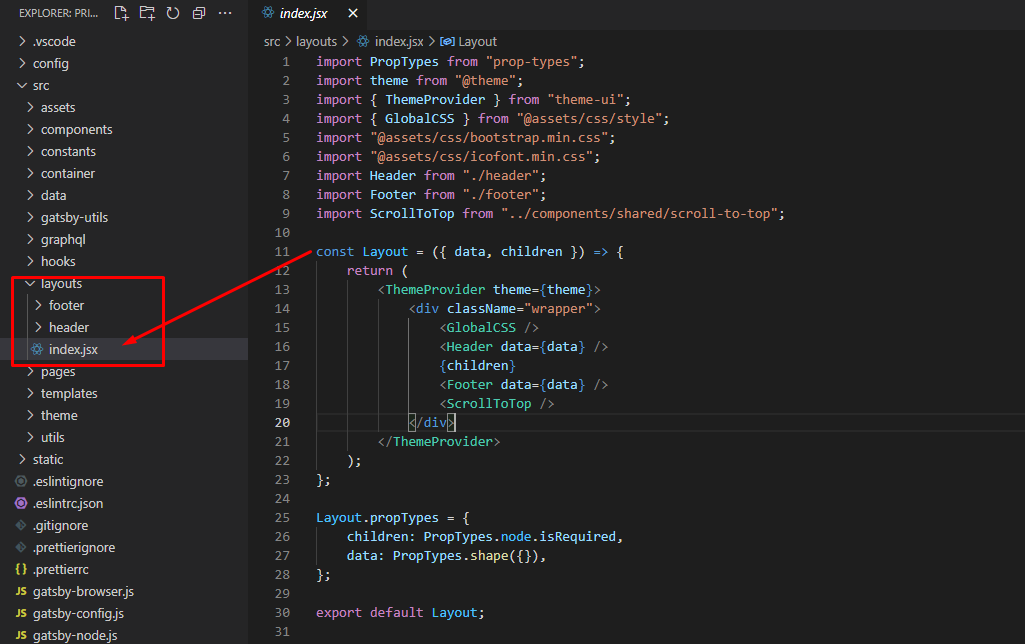 EXPLORER: PRI...
index.jsx
src > layouts > index.jsx > Layout
.vscode
config
src
assets
components
constants
container
data
gatsby-utils
graphql
hooks
layouts
footer
header
index.jsx
pages
templates
theme
utils
static
.eslintignore
.eslintrc.json
.gitignore
.prettierignore
{} .prettierrc
JS gatsby-browser.js
JS gatsby-config.js
JS gatsby-node.js
1 import PropTypes from "prop-types";
2 import theme from "@theme";
3 import { ThemeProvider } from "theme-ui";
4 import { GlobalCSS } from "@assets/css/style";
5 import "@assets/css/bootstrap.min.css";
6 import "@assets/css/icofont.min.css";
7 import Header from "./header";
8 import Footer from "./footer";
9 import ScrollToTop from "../components/shared/scroll-to-top";
10
11 const Layout = ({ data, children }) => {
12     return (
13         <ThemeProvider theme={theme}>
14             <div className="wrapper">
15                 <GlobalCSS />
16                 <Header data={data} />
17                 {children}
18                 <Footer data={data} />
19                 <ScrollToTop />
20             </div>
21         </ThemeProvider>
22     );
23 };
24
25 Layout.propTypes = {
26     children: PropTypes.node.isRequired,
27     data: PropTypes.shape({}),
28 };
29
30 export default Layout;
31